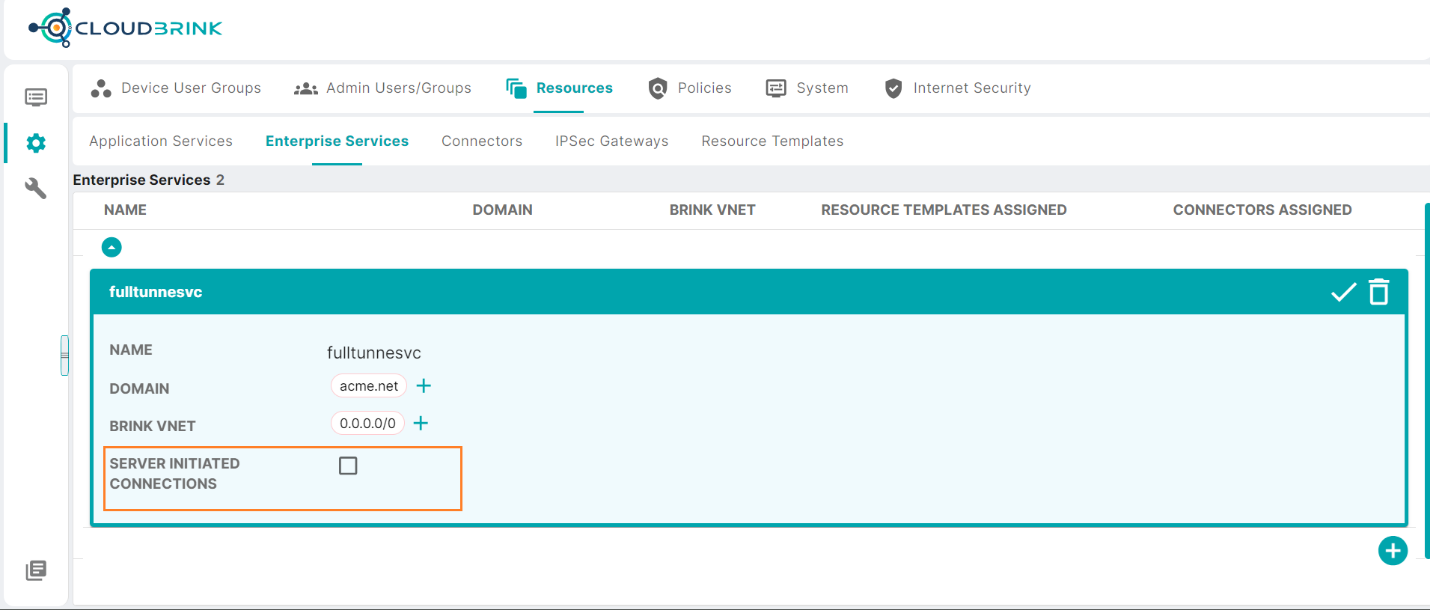 CLOUDBRINK
Device User Groups Admin Users/Groups Resources Policies System Internet Security
Application Services Enterprise Services Connectors IPSec Gateways Resource Templates
Enterprise Services 2
NAME DOMAIN BRINK VNET RESOURCE TEMPLATES ASSIGNED CONNECTORS ASSIGNED
fulltunnesvc
NAME fulltunnesvc
DOMAIN acme.net +
BRINK VNET 0.0.0.0/0 +
SERVER INITIATED
CONNECTIONS